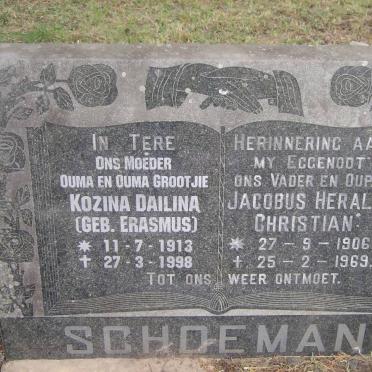 IN TERE
ONS MOEDER
OUMA EN OUMA GROOTJIE
KOZINA DAILINA
(GEB. ERASMUS)
* 11-7-1913
† 27-3-1998
HERINNERING AA
MY EGGENOOT
ONS VADER EN OUP
JACOBUS HERAL
CHRISTIAN
* 27-9-1906
† 25-2-1969
TOT ONS WEER ONTMOET.
SCHOEMAN